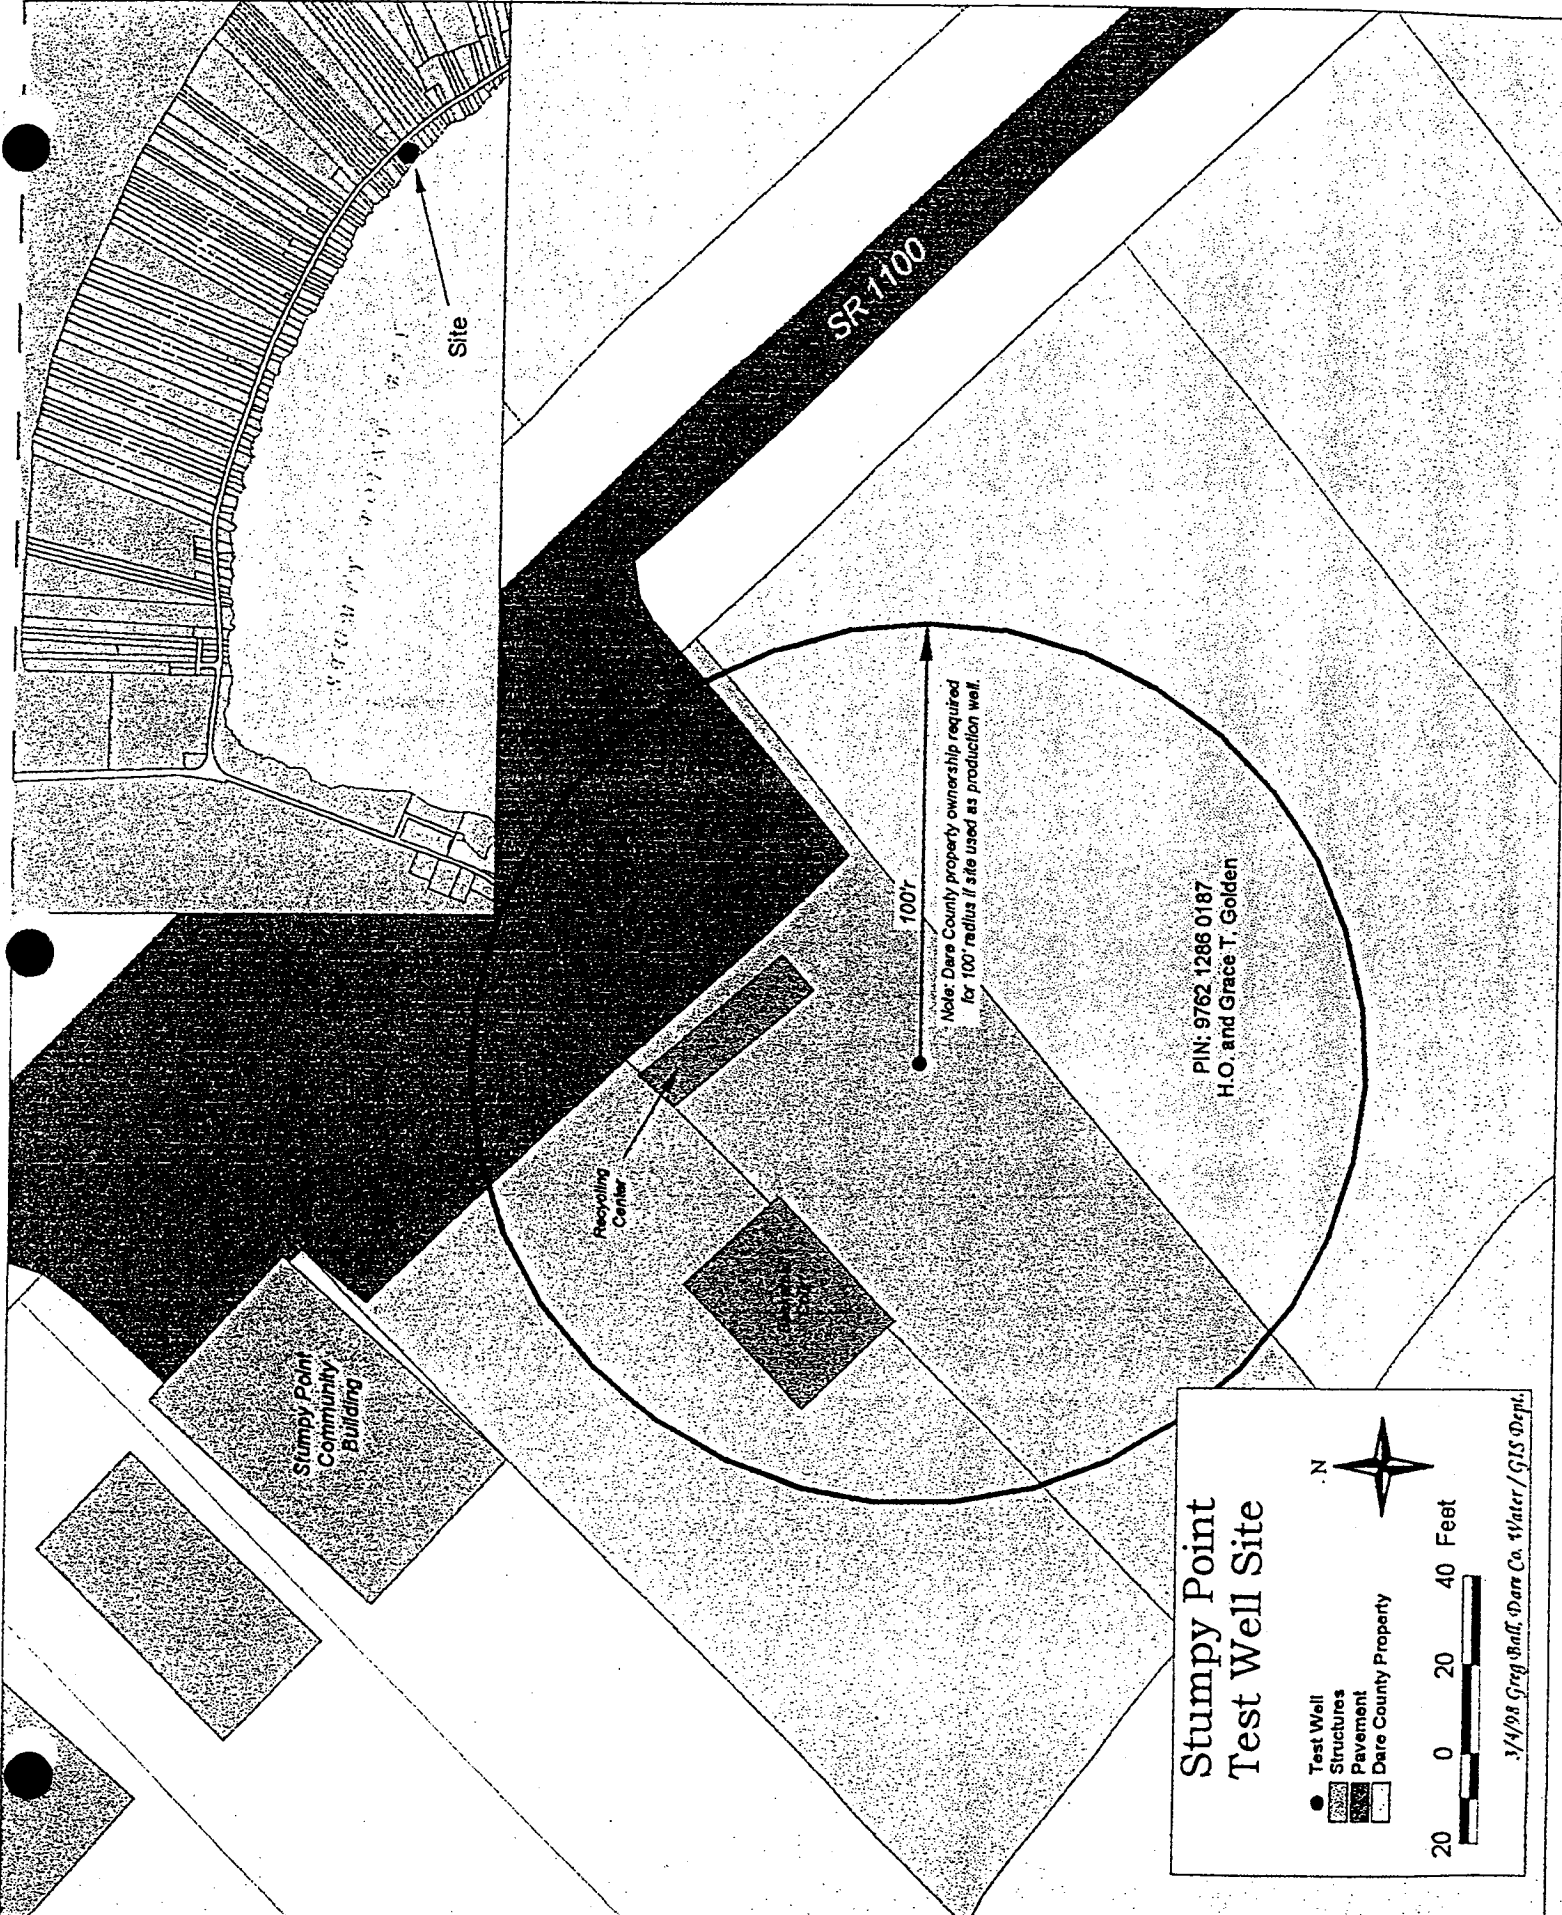 Site
SR 1100
100'r
Note: Dare County property ownership required
for 100' radius if site used as production well.
PIN: 9762 1286 0187
H.O. and Grace T. Golden
Recycling
Center
Stumpy Point
Community
Building
Stumpy Point
Test Well Site
N
Test Well
Structures
Pavement
Dare County Property
20 0 20 40 Feet
3/4/98 Greg Ball, Dare Co. Water / GIS Dept.